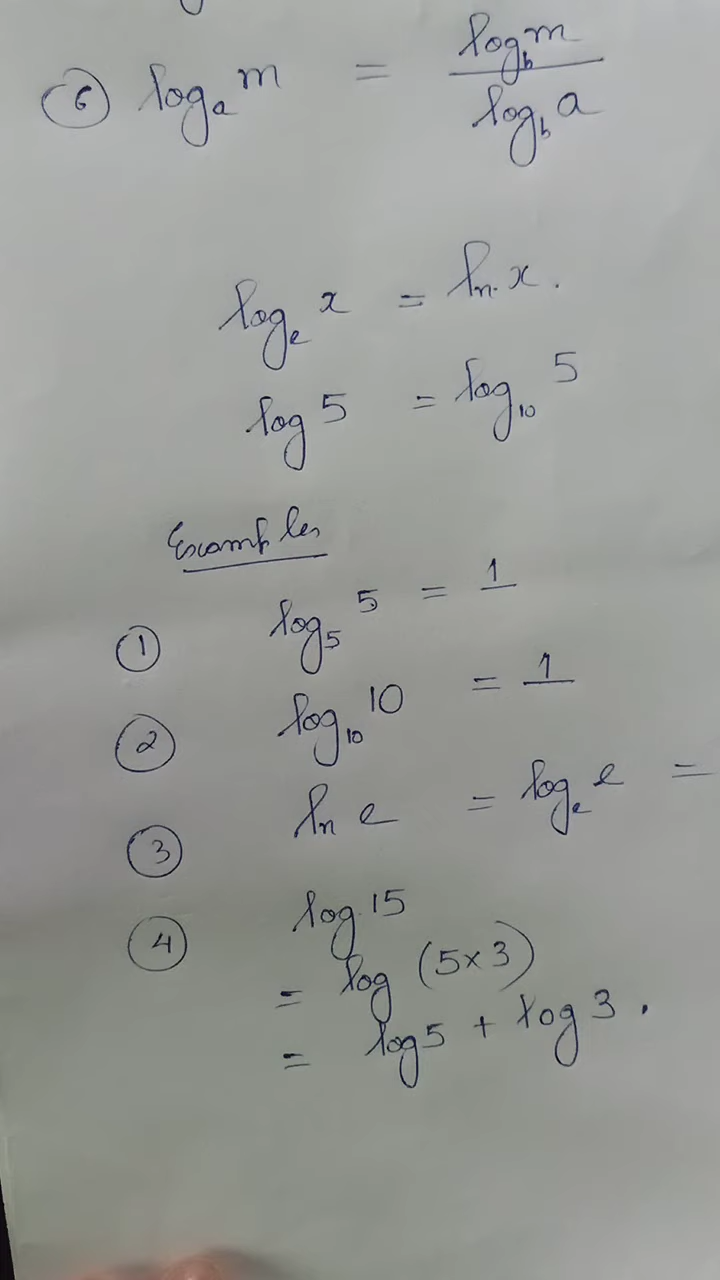 ⑥ logₐ m = log_b m / log_b a
logₑ x = ln x.
log 5 = log₁₀ 5
Examples
① log₅ 5 = 1
② log₁₀ 10 = 1
③ ln e = logₑ e =
④ log 15
= log (5×3)
= log 5 + log 3.